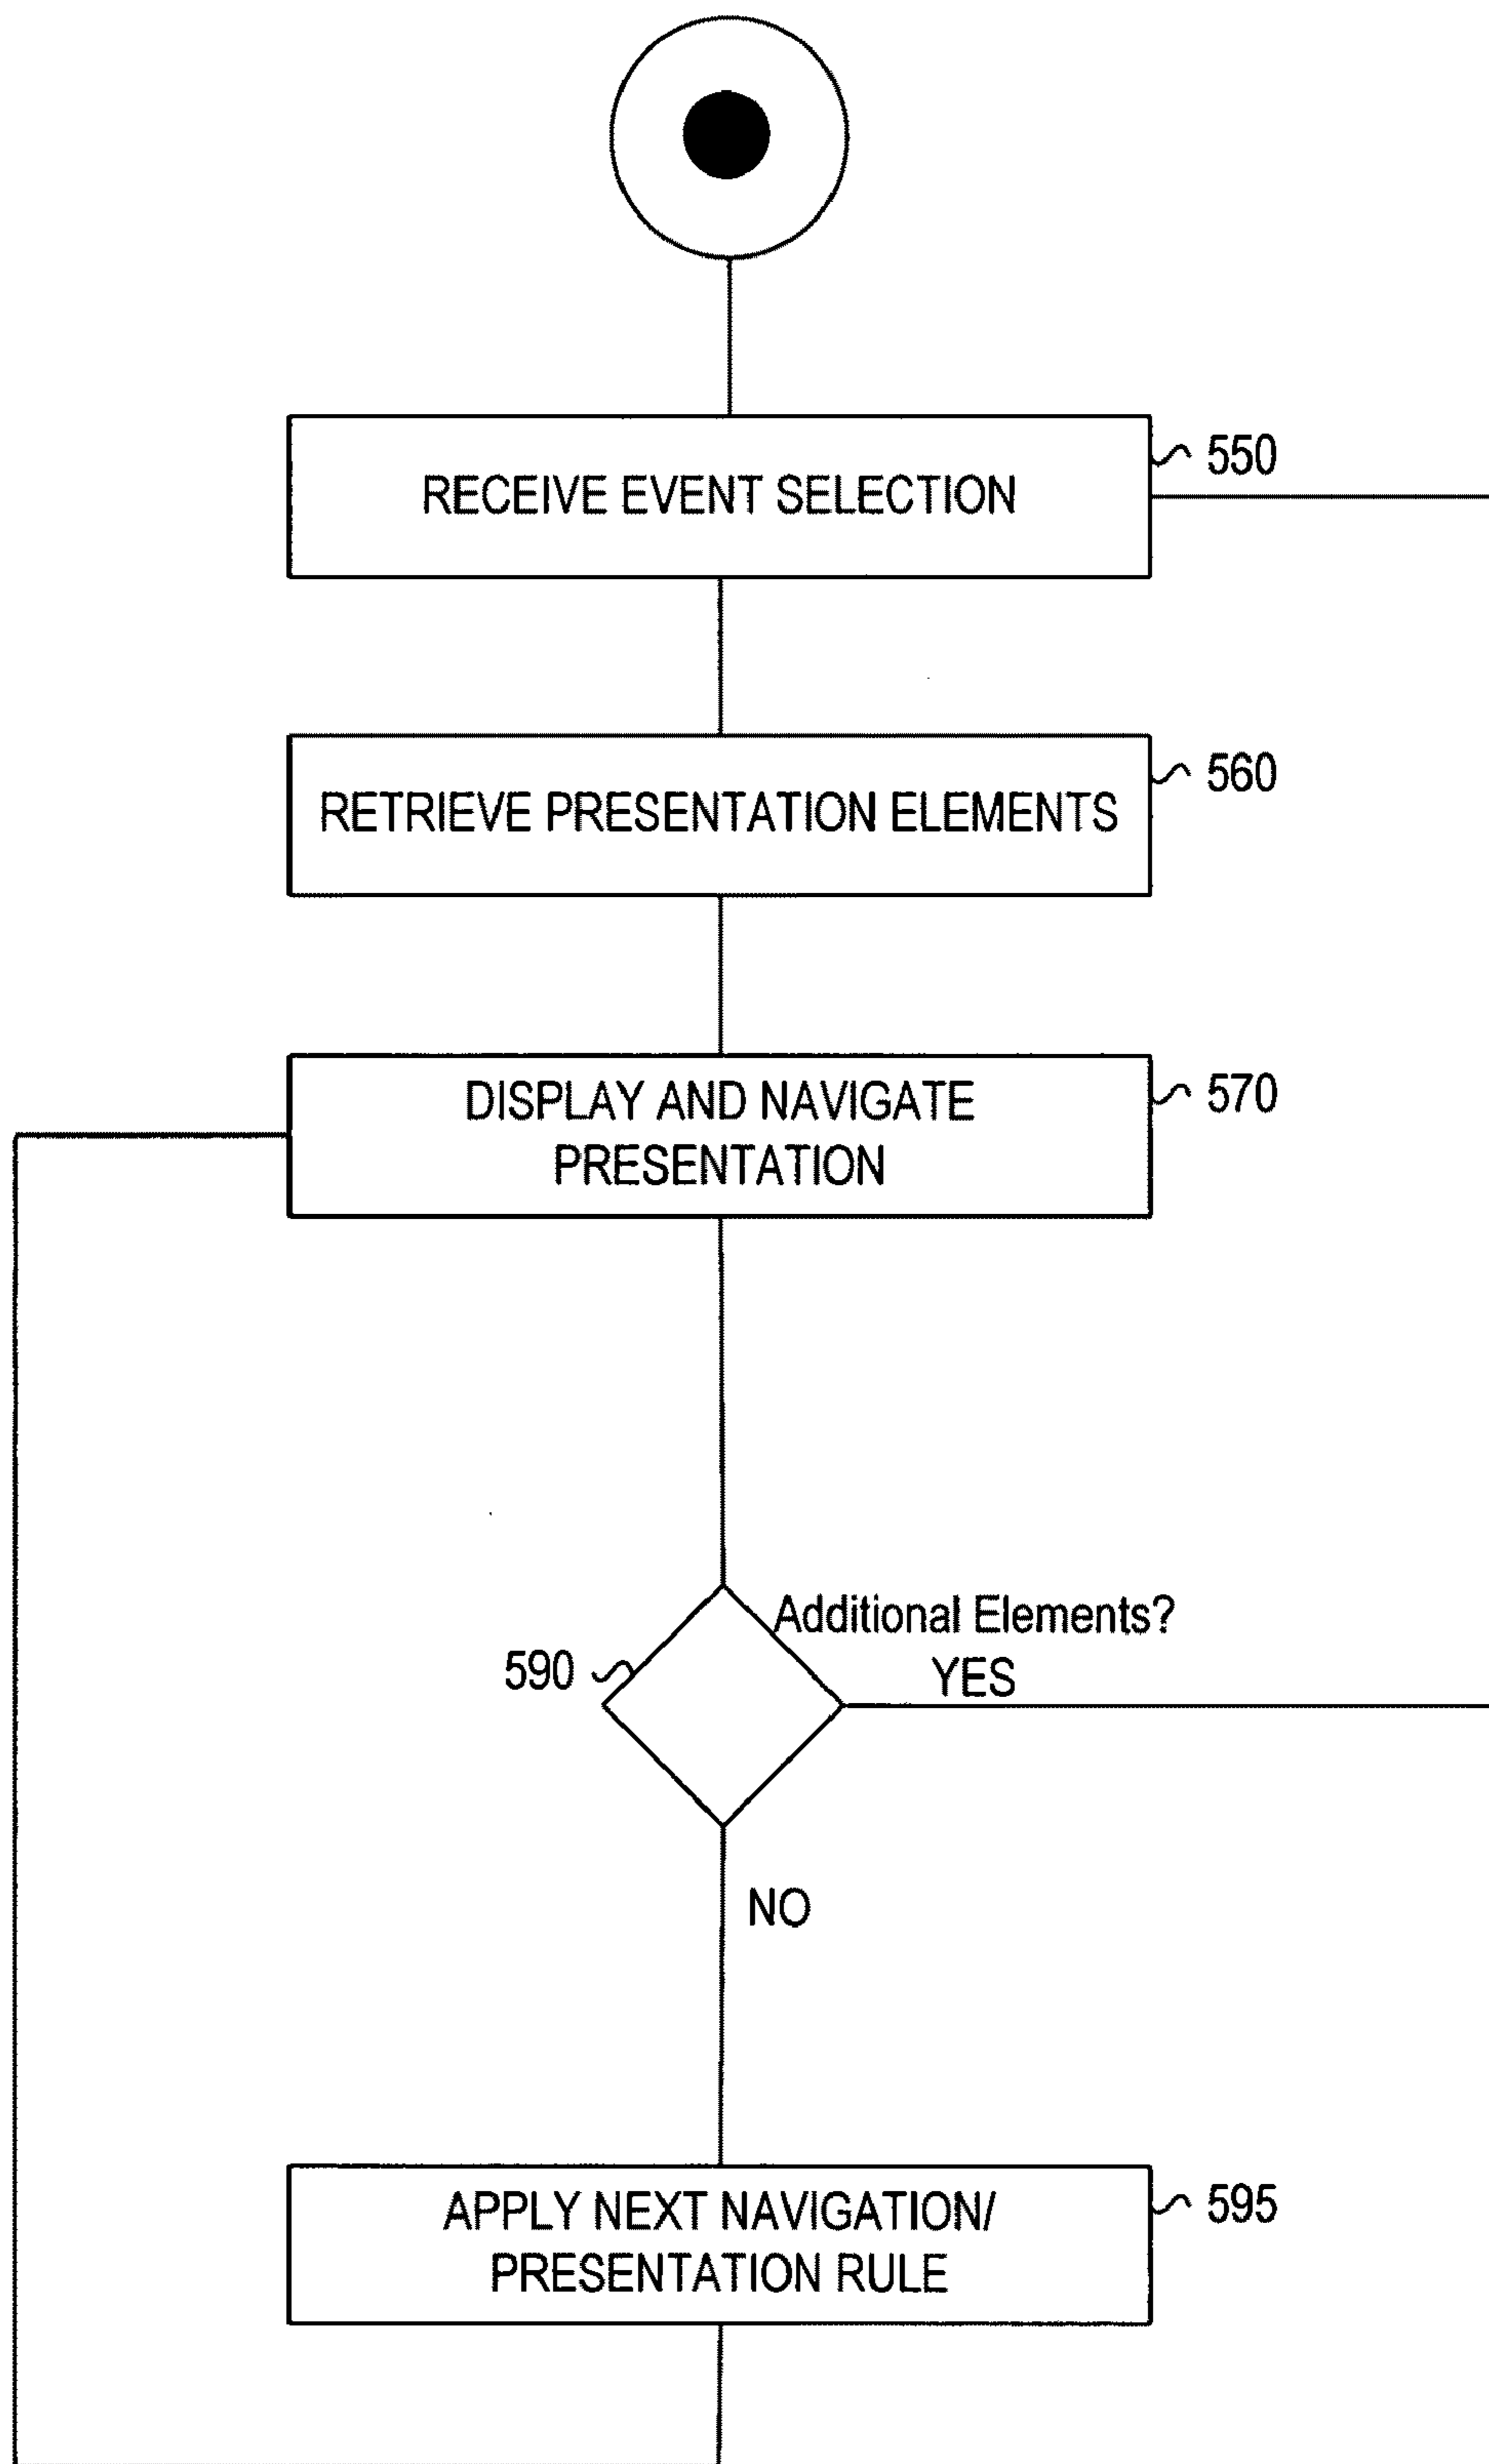 RECEIVE EVENT SELECTION
550
RETRIEVE PRESENTATION ELEMENTS
560
DISPLAY AND NAVIGATE
PRESENTATION
570
Additional Elements?
YES
590
NO
APPLY NEXT NAVIGATION/
PRESENTATION RULE
595